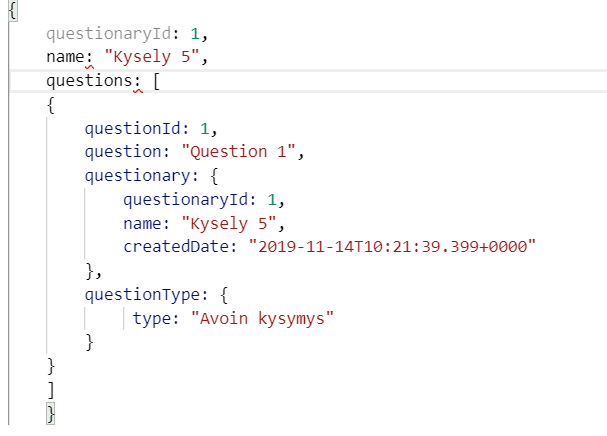 {
questionaryId: 1,
name: "Kysely 5",
questions: [
{
questionId: 1,
question: "Question 1",
questionary: {
questionaryId: 1,
name: "Kysely 5",
createdDate: "2019-11-14T10:21:39.399+0000"
},
questionType: {
type: "Avoin kysymys"
}
}
]
}